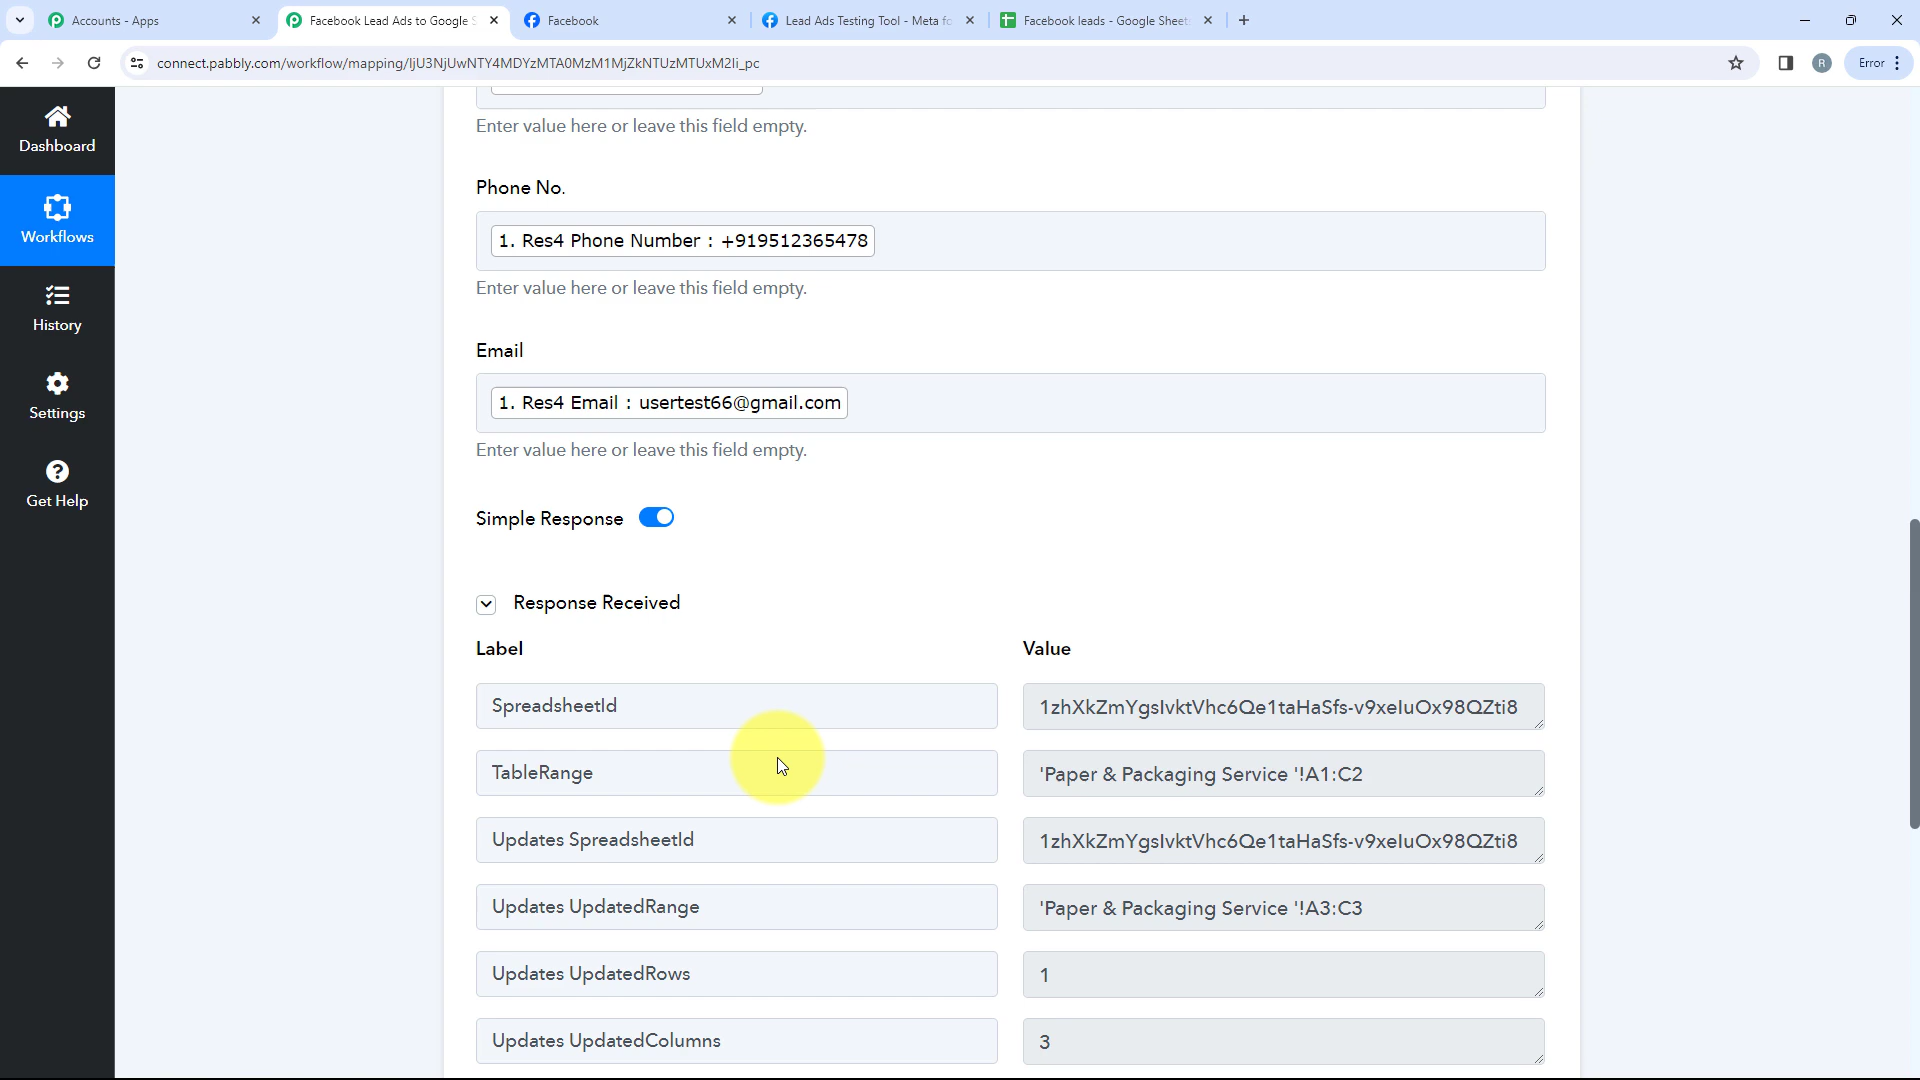 Accounts - Apps
Facebook Lead Ads to Google S
Facebook
Lead Ads Testing Tool - Meta fo
Facebook leads - Google Sheets
connect.pabbly.com/workflow/mapping/IjU3NjUwNTY4MDYzMTA0MzM1MjZkNTUzMTUxM2Ii_pc
R
Error
Dashboard
Workflows
History
Settings
Get Help
Enter value here or leave this field empty.
Phone No.
1. Res4 Phone Number : +919512365478
Enter value here or leave this field empty.
Email
1. Res4 Email : usertest66@gmail.com
Enter value here or leave this field empty.
Simple Response
Response Received
Label Value
SpreadsheetId 1zhXkZmYgsIvktVhc6Qe1taHaSfs-v9xeIuOx98QZti8
TableRange 'Paper & Packaging Service '!A1:C2
Updates SpreadsheetId 1zhXkZmYgsIvktVhc6Qe1taHaSfs-v9xeIuOx98QZti8
Updates UpdatedRange 'Paper & Packaging Service '!A3:C3
Updates UpdatedRows 1
Updates UpdatedColumns 3